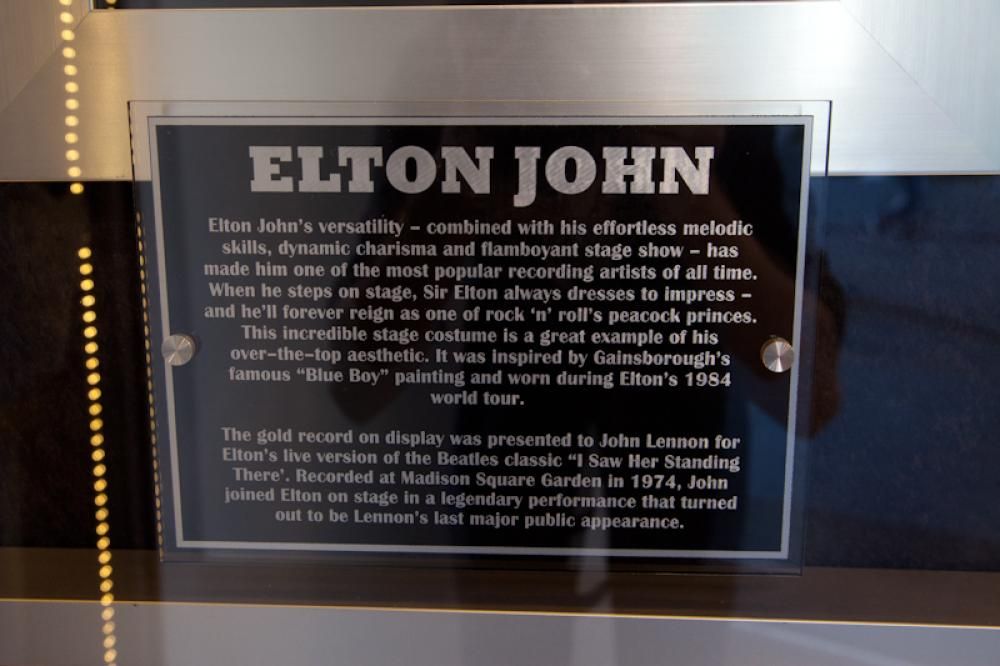 ELTON JOHN
Elton John's versatility – combined with his effortless melodic
skills, dynamic charisma and flamboyant stage show – has
made him one of the most popular recording artists of all time.
When he steps on stage, Sir Elton always dresses to impress –
and he'll forever reign as one of rock 'n' roll's peacock princes.
This incredible stage costume is a great example of his
over-the-top aesthetic. It was inspired by Gainsborough's
famous "Blue Boy" painting and worn during Elton's 1984
world tour.
The gold record on display was presented to John Lennon for
Elton's live version of the Beatles classic "I Saw Her Standing
There'. Recorded at Madison Square Garden in 1974, John
joined Elton on stage in a legendary performance that turned
out to be Lennon's last major public appearance.